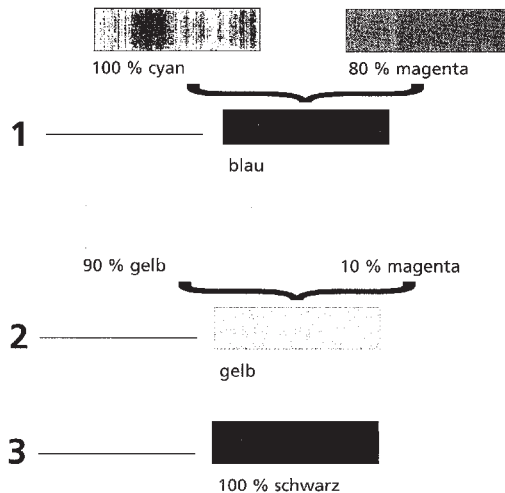 100 % cyan 80 % magenta
1
blau
90 % gelb 10 % magenta
2
gelb
3
100 % schwarz